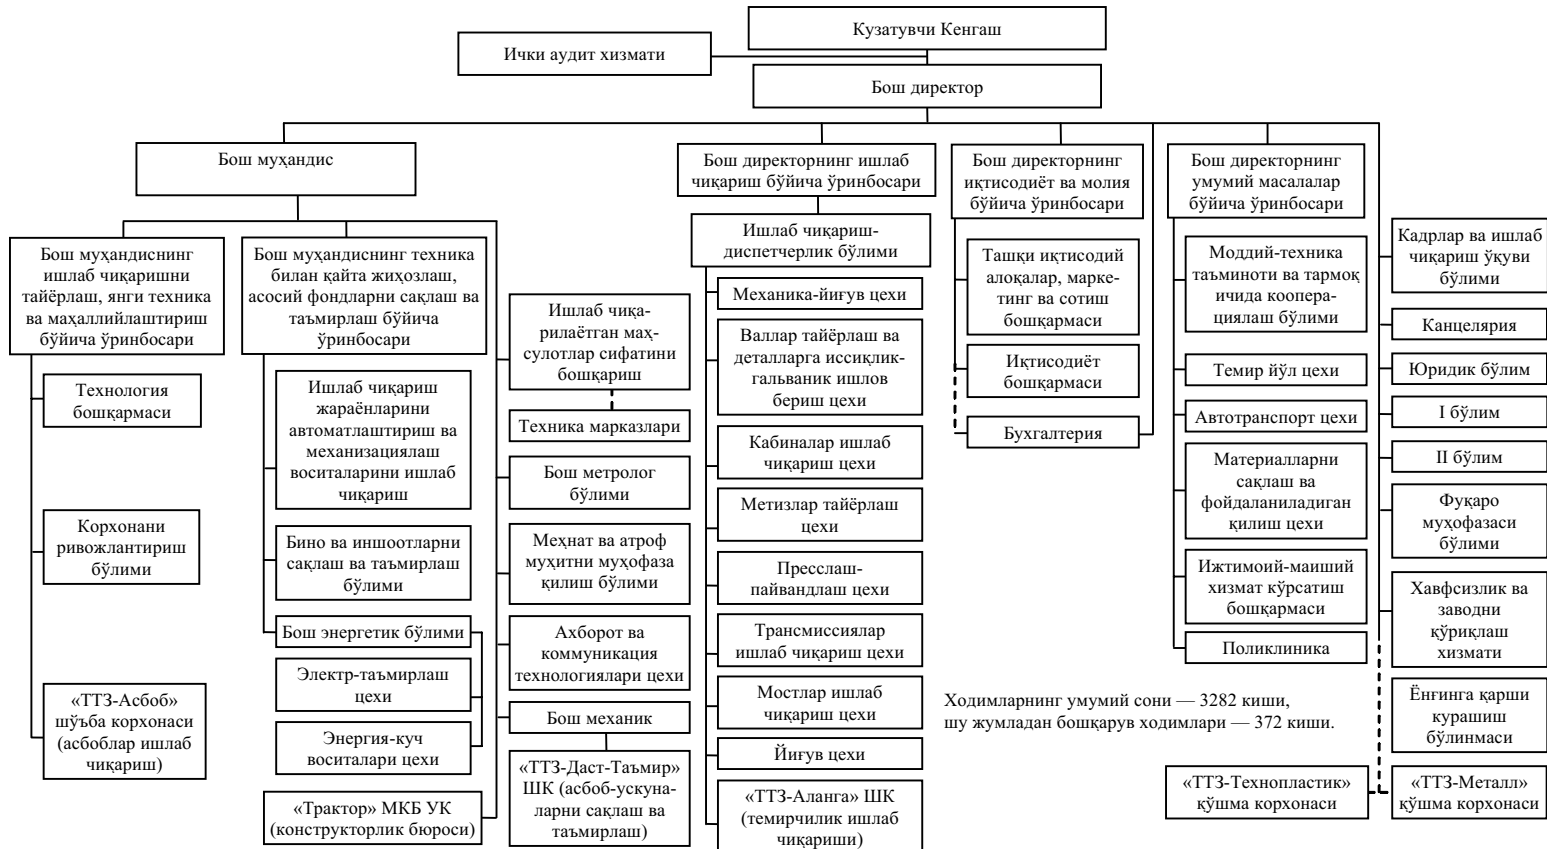 Кузатувчи Кенгаш
Ички аудит хизмати
Бош директор
Бош муҳандис
Бош директорнинг ишлаб
чиқариш бўйича ўринбосари
Бош директорнинг
иқтисодиёт ва молия
бўйича ўринбосари
Бош директорнинг
умумий масалалар
бўйича ўринбосари
Бош муҳандиснинг
ишлаб чиқаришни
тайёрлаш, янги техника
ва маҳаллийлаштириш
бўйича ўринбосари
Технология
бошқармаси
Корхонани
ривожлантириш
бўлими
«ТТЗ-Асбоб»
шўъба корхонаси
(асбоблар ишлаб
чиқариш)
Бош муҳандиснинг техника
билан қайта жиҳозлаш,
асосий фондларни сақлаш ва
таъмирлаш бўйича
ўринбосари
Ишлаб чиқариш
жараёнларини
автоматлаштириш ва
механизациялаш
воситаларини ишлаб
чиқариш
Бино ва иншоотларни
сақлаш ва таъмирлаш
бўлими
Бош энергетик бўлими
Электр-таъмирлаш
цехи
Энергия-куч
воситалари цехи
«Трактор» МКБ УК
(конструкторлик бюроси)
Ишлаб чиқа-
рилаётган маҳ-
сулотлар сифатини
бошқариш
Техника марказлари
Бош метролог
бўлими
Меҳнат ва атроф
муҳитни муҳофаза
қилиш бўлими
Ахборот ва
коммуникация
технологиялари цехи
Бош механик
«ТТЗ-Даст-Таъмир»
ШК (асбоб-ускуна-
ларни сақлаш ва
таъмирлаш)
Ишлаб чиқариш-
диспетчерлик бўлими
Механика-йиғув цехи
Валлар тайёрлаш ва
деталларга иссиқлик-
гальваник ишлов
бериш цехи
Кабиналар ишлаб
чиқариш цехи
Метизлар тайёрлаш
цехи
Пресслаш-
пайвандлаш цехи
Трансмиссиялар
ишлаб чиқариш цехи
Мостлар ишлаб
чиқариш цехи
Йиғув цехи
«ТТЗ-Аланга» ШК
(темирчилик ишлаб
чиқариши)
Ташқи иқтисодий
алоқалар, марке-
тинг ва сотиш
бошқармаси
Иқтисодиёт
бошқармаси
Бухгалтерия
Моддий-техника
таъминоти ва тармоқ
ичида коопера-
циялаш бўлими
Темир йўл цехи
Автотранспорт цехи
Материалларни
сақлаш ва
фойдаланиладиган
қилиш цехи
Ижтимоий-маиший
хизмат кўрсатиш
бошқармаси
Поликлиника
Кадрлар ва ишлаб
чиқариш ўқуви
бўлими
Канцелярия
Юридик бўлим
I бўлим
II бўлим
Фуқаро
муҳофазаси
бўлими
Хавфсизлик ва
заводни
қўриқлаш
хизмати
Ёнғинга қарши
курашиш
бўлинмаси
Ходимларнинг умумий сони — 3282 киши,
шу жумладан бошқарув ходимлари — 372 киши.
«ТТЗ-Технопластик»
қўшма корхонаси
«ТТЗ-Металл»
қўшма корхонаси